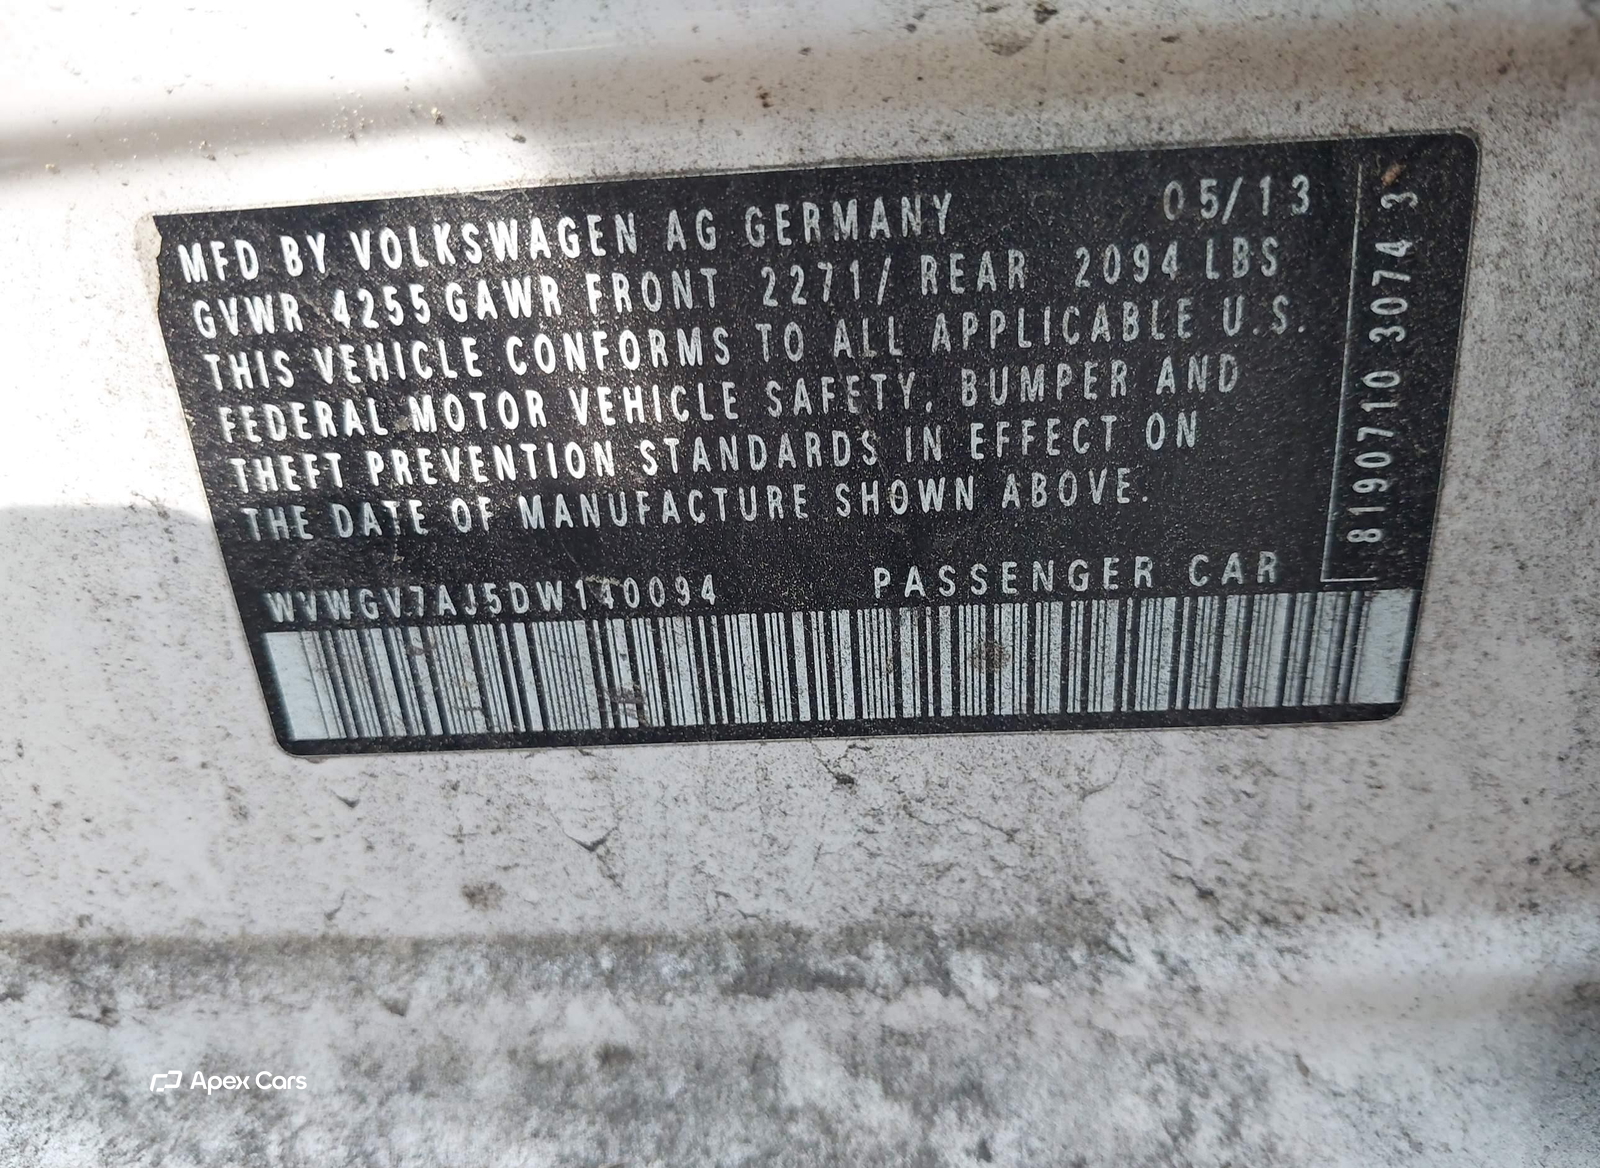 MFD BY VOLKSWAGEN AG GERMANY 05/13
GVWR 4255 GAWR FRONT 2271/ REAR 2094 LBS
THIS VEHICLE CONFORMS TO ALL APPLICABLE U.S.
FEDERAL MOTOR VEHICLE SAFETY, BUMPER AND
THEFT PREVENTION STANDARDS IN EFFECT ON
THE DATE OF MANUFACTURE SHOWN ABOVE.
WVWGV7AJ5DW140094 PASSENGER CAR
8190710 3074 3
Apex Cars